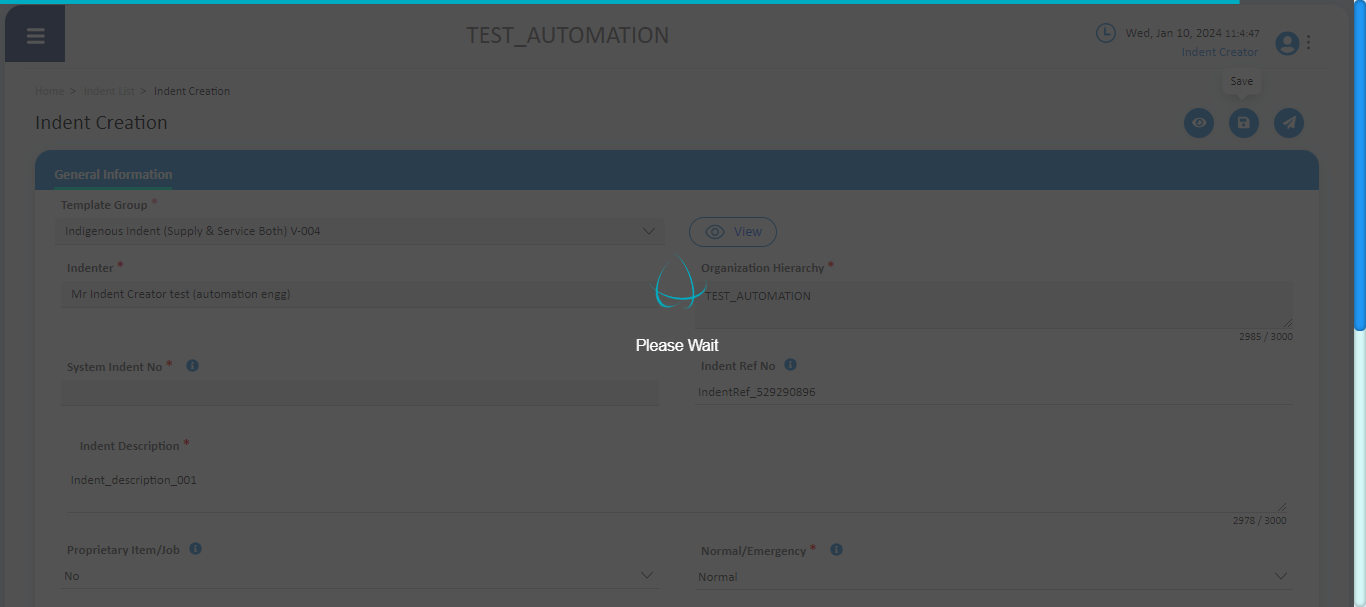 TEST_AUTOMATION
Wed, Jan 10, 2024 11:4:47
Indent Creator
Home > Indent List > Indent Creation
Save
Indent Creation
General Information
Template Group *
Indigenous Indent (Supply & Service Both) V-004
View
Indenter *
Mr Indent Creator test (automation engg)
Organization Hierarchy *
TEST_AUTOMATION
2985 / 3000
Please Wait
System Indent No *
Indent Ref No
IndentRef_529290896
Indent Description *
Indent_description_001
2978 / 3000
Proprietary Item/Job
No
Normal/Emergency *
Normal